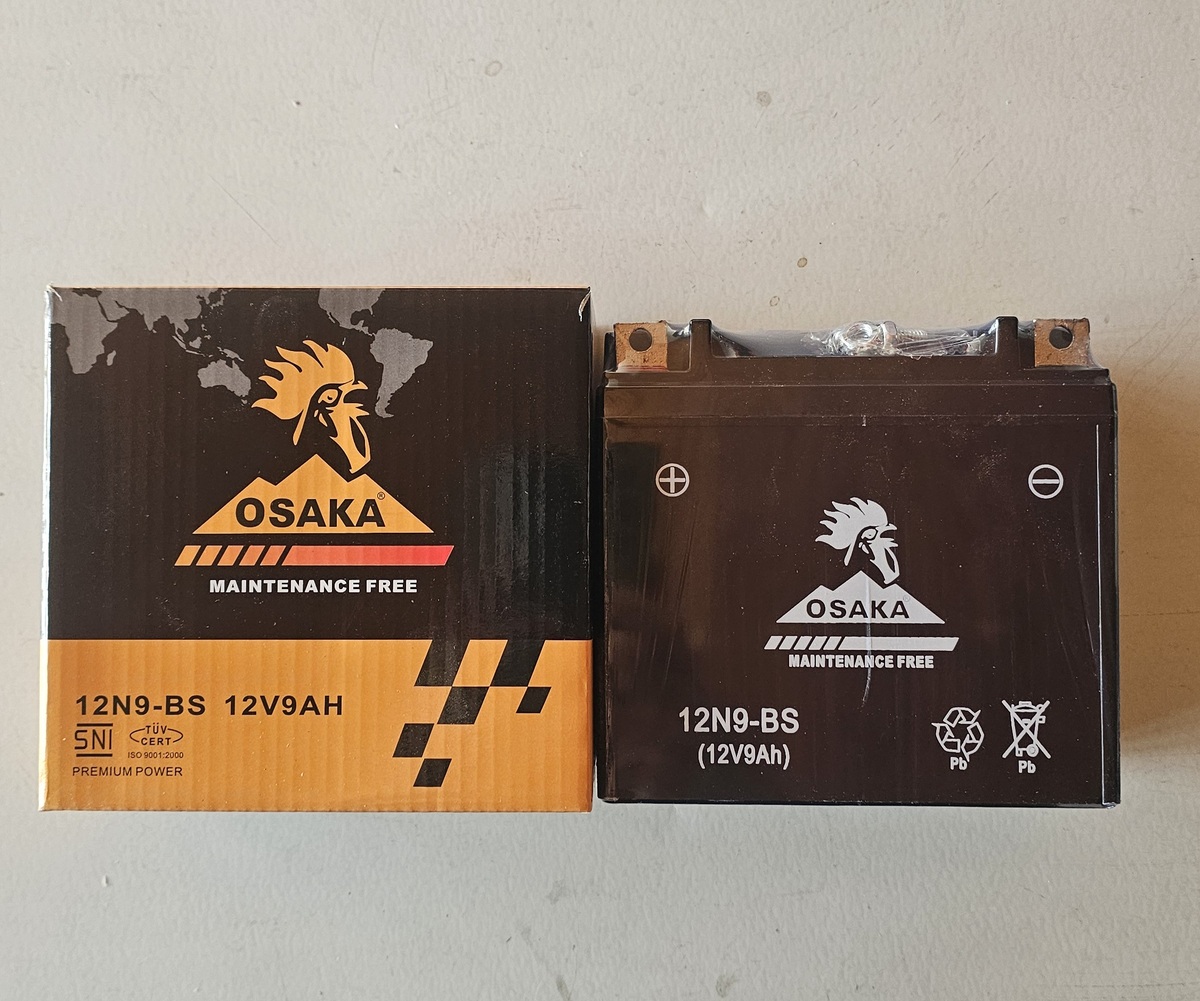 OSAKA®
MAINTENANCE FREE
12N9-BS 12V9AH
SNI
TÜV
CERT
ISO 9001:2000
PREMIUM POWER
OSAKA
MAINTENANCE FREE
12N9-BS
(12V9Ah)
Pb Pb